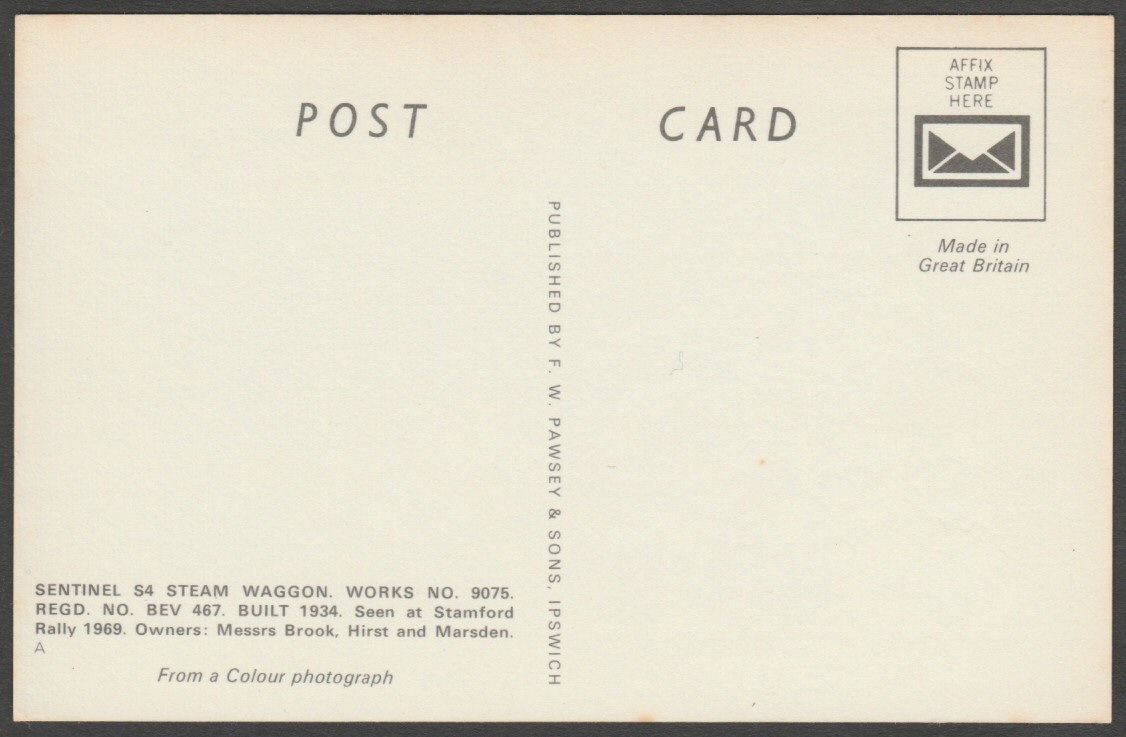 POST CARD
AFFIX
STAMP
HERE
Made in
Great Britain
PUBLISHED BY F. W. PAWSEY & SONS, IPSWICH
SENTINEL S4 STEAM WAGGON. WORKS NO. 9075.
REGD. NO. BEV 467. BUILT 1934. Seen at Stamford
Rally 1969. Owners: Messrs Brook, Hirst and Marsden.
A
From a Colour photograph